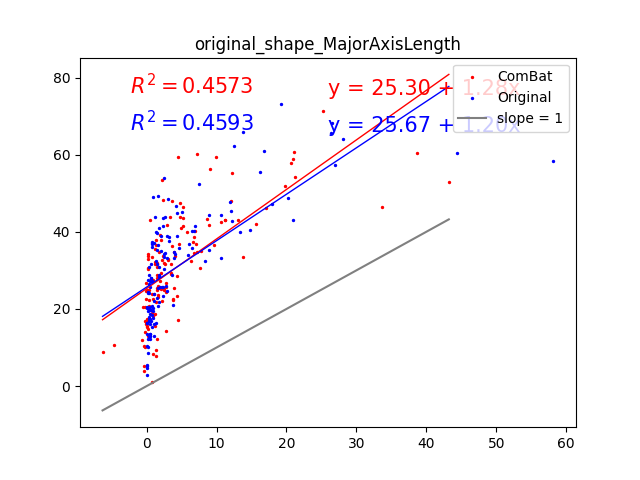 original_shape_MajorAxisLength
R² = 0.4573 y = 25.30 + 1.28x
R² = 0.4593 y = 25.67 + 1.20x
ComBat
Original
slope = 1
80
60
40
20
0
0 10 20 30 40 50 60